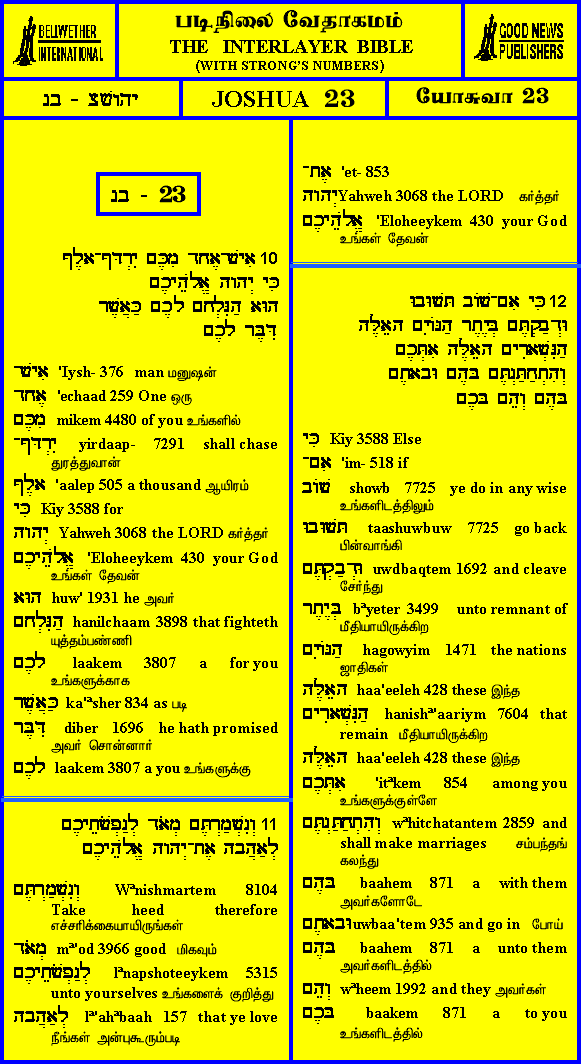 BELLWETHER INTERNATIONAL
படிநிலை வேதாகமம்
THE INTERLAYER BIBLE
(WITH STRONG'S NUMBERS)
GOOD NEWS PUBLISHERS
יהושע - כג
JOSHUA 23
யோசுவா 23
כג - 23
10 אִישׁ־אֶחָד מִכֶּם יִרְדָּף־אָלֶף
כִּי יְהוָה אֱלֹהֵיכֶם
הוּא הַנִּלְחָם לָכֶם כַּאֲשֶׁר
דִּבֶּר לָכֶם
אִישׁ־ 'Iysh- 376 man மனுஷன்
אֶחָד 'echaad 259 One ஒரு
מִכֶּם mikem 4480 of you உங்களில்
יִרְדָּף־ yirdaap- 7291 shall chase
துரத்துவான்
אָלֶף 'aalep 505 a thousand ஆயிரம்
כִּי Kiy 3588 for
יְהוָה Yahweh 3068 the LORD கர்த்தர்
אֱלֹהֵיכֶם 'Eloheeykem 430 your God
உங்கள் தேவன்
הוּא huw' 1931 he அவர்
הַנִּלְחָם hanilchaam 3898 that fighteth
யுத்தம்பண்ணி
לָכֶם laakem 3807 a for you
உங்களுக்காக
כַּאֲשֶׁר ka'ᵃsher 834 as படி
דִּבֶּר diber 1696 he hath promised
அவர் சொன்னார்
לָכֶם laakem 3807 a you உங்களுக்கு
11 וְנִשְׁמַרְתֶּם מְאֹד לְנַפְשֹׁתֵיכֶם
לְאַהֲבָה אֶת־יְהוָה אֱלֹהֵיכֶם
וְנִשְׁמַרְתֶּם Wᵃnishmartem 8104
Take heed therefore
எச்சரிக்கையாயிருங்கள்
מְאֹד mᵃ'od 3966 good மிகவும்
לְנַפְשֹׁתֵיכֶם lᵃnapshoteeykem 5315
unto yourselves உங்களைக் குறித்து
לְאַהֲבָה lᵃ'ahᵃbaah 157 that ye love
நீங்கள் அன்புகூரும்படி
אֶת־ 'et- 853
יְהוָה Yahweh 3068 the LORD கர்த்தர்
אֱלֹהֵיכֶם 'Eloheeykem 430 your God
உங்கள் தேவன்
12 כִּי אִם־שׁוֹב תָּשׁוּבוּ
וּדְבַקְתֶּם בְּיֶתֶר הַגּוֹיִם הָאֵלֶּה
הַנִּשְׁאָרִים הָאֵלֶּה אִתְּכֶם
וְהִתְחַתַּנְתֶּם בָּהֶם וּבָאתֶם
בָּהֶם וְהֵם בָּכֶם
כִּי Kiy 3588 Else
אִם־ 'im- 518 if
שׁוֹב showb 7725 ye do in any wise
உங்களிடத்திலும்
תָּשׁוּבוּ taashuwbuw 7725 go back
பின்வாங்கி
וּדְבַקְתֶּם uwdbaqtem 1692 and cleave
சேர்ந்து
בְּיֶתֶר bᵃyeter 3499 unto remnant of
மீதியாயிருக்கிற
הַגּוֹיִם hagowyim 1471 the nations
ஜாதிகள்
הָאֵלֶּה haa'eeleh 428 these இந்த
הַנִּשְׁאָרִים hanishᵃ'aariym 7604 that
remain மீதியாயிருக்கிற
הָאֵלֶּה haa'eeleh 428 these இந்த
אִתְּכֶם 'itᵃkem 854 among you
உங்களுக்குள்ளே
וְהִתְחַתַּנְתֶּם wᵃhitchatantem 2859 and
shall make marriages சம்பந்தங்
கலந்து
בָּהֶם baahem 871 a with them
அவர்களோடே
וּבָאתֶם uwbaa'tem 935 and go in போய்
בָּהֶם baahem 871 a unto them
அவர்களிடத்தில்
וְהֵם wᵃheem 1992 and they அவர்கள்
בָּכֶם baakem 871 a to you
உங்களிடத்தில்